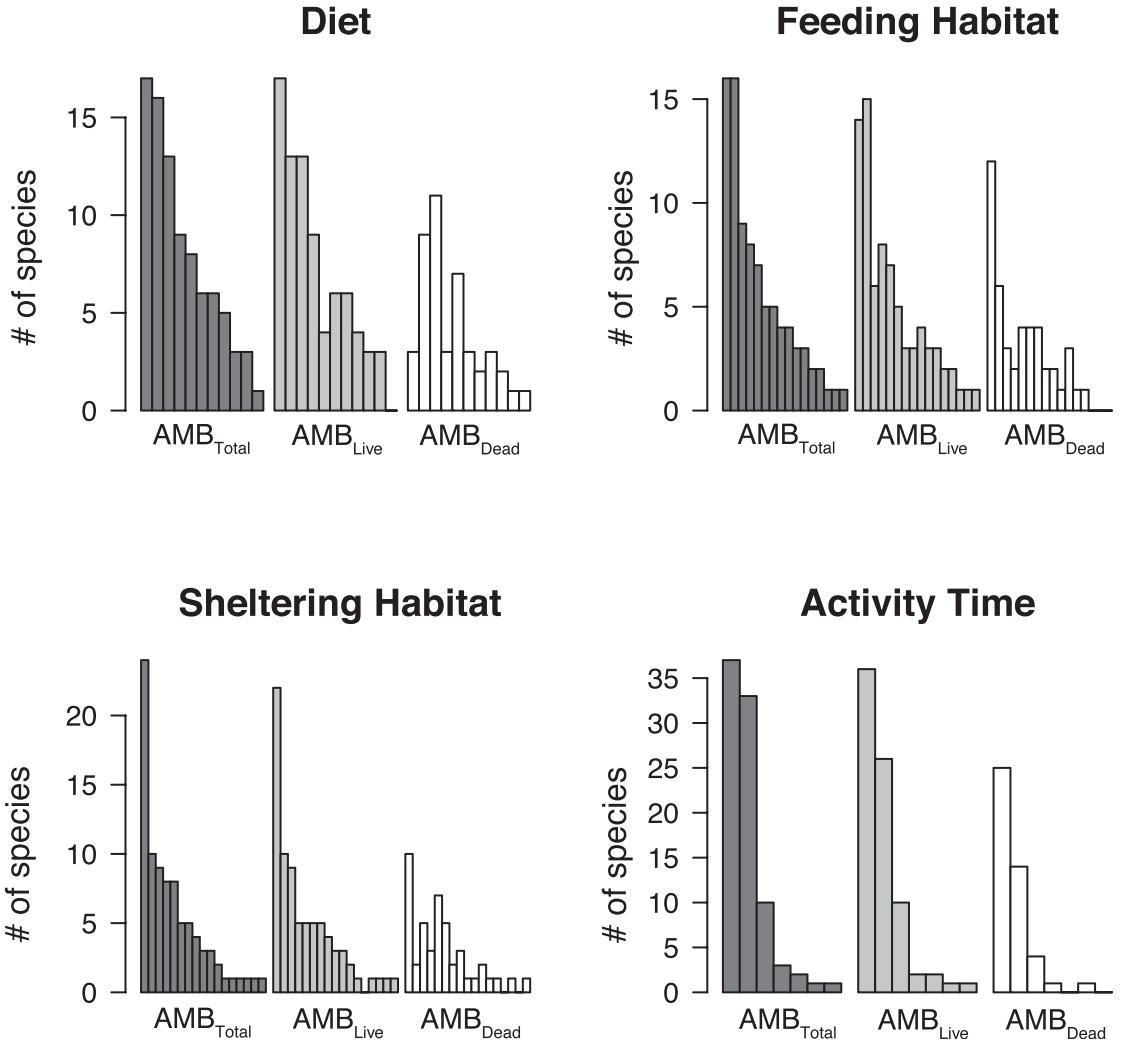 Diet
# of species
15
10
5
0
AMBTotal
AMBLive
AMBDead
Feeding Habitat
# of species
15
10
5
0
AMBTotal
AMBLive
AMBDead
Sheltering Habitat
# of species
20
15
10
5
0
AMBTotal
AMBLive
AMBDead
Activity Time
# of species
35
30
25
20
15
10
5
0
AMBTotal
AMBLive
AMBDead